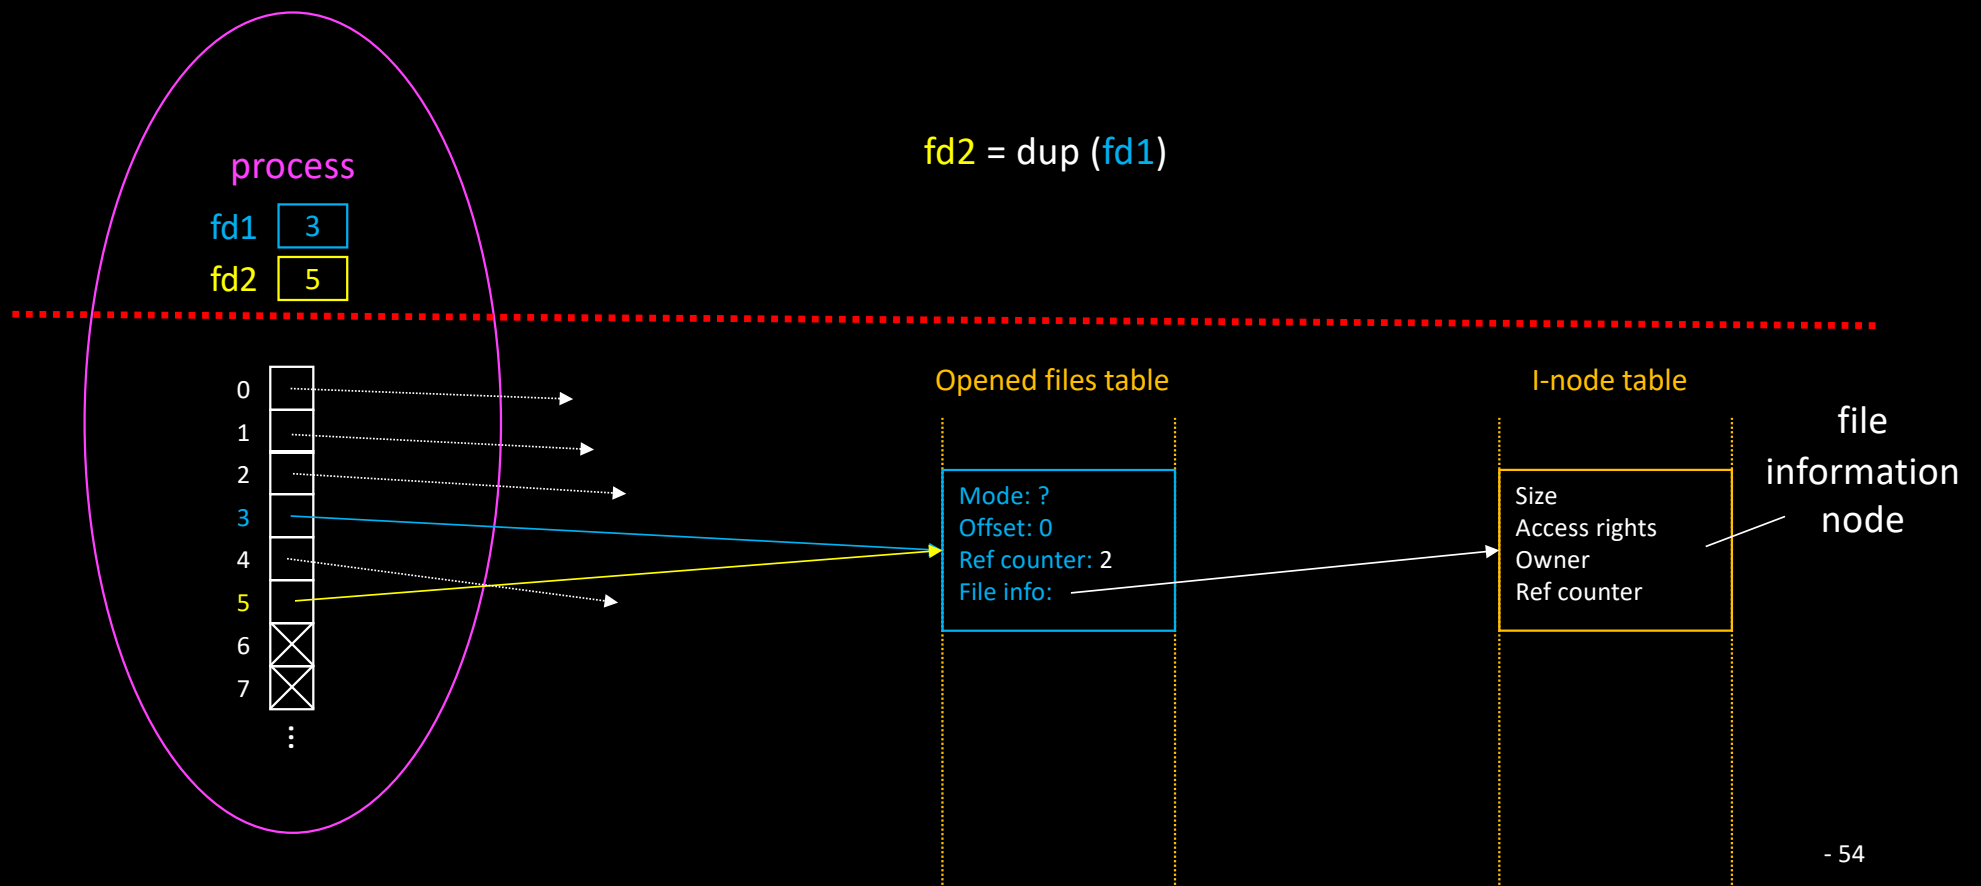 fd2 = dup (fd1)
process
fd1 3
fd2 5
0
1
2
3
4
5
6
7
...
Opened files table
Mode: ?
Offset: 0
Ref counter: 2
File info:
I-node table
Size
Access rights
Owner
Ref counter
file
information
node
- 54